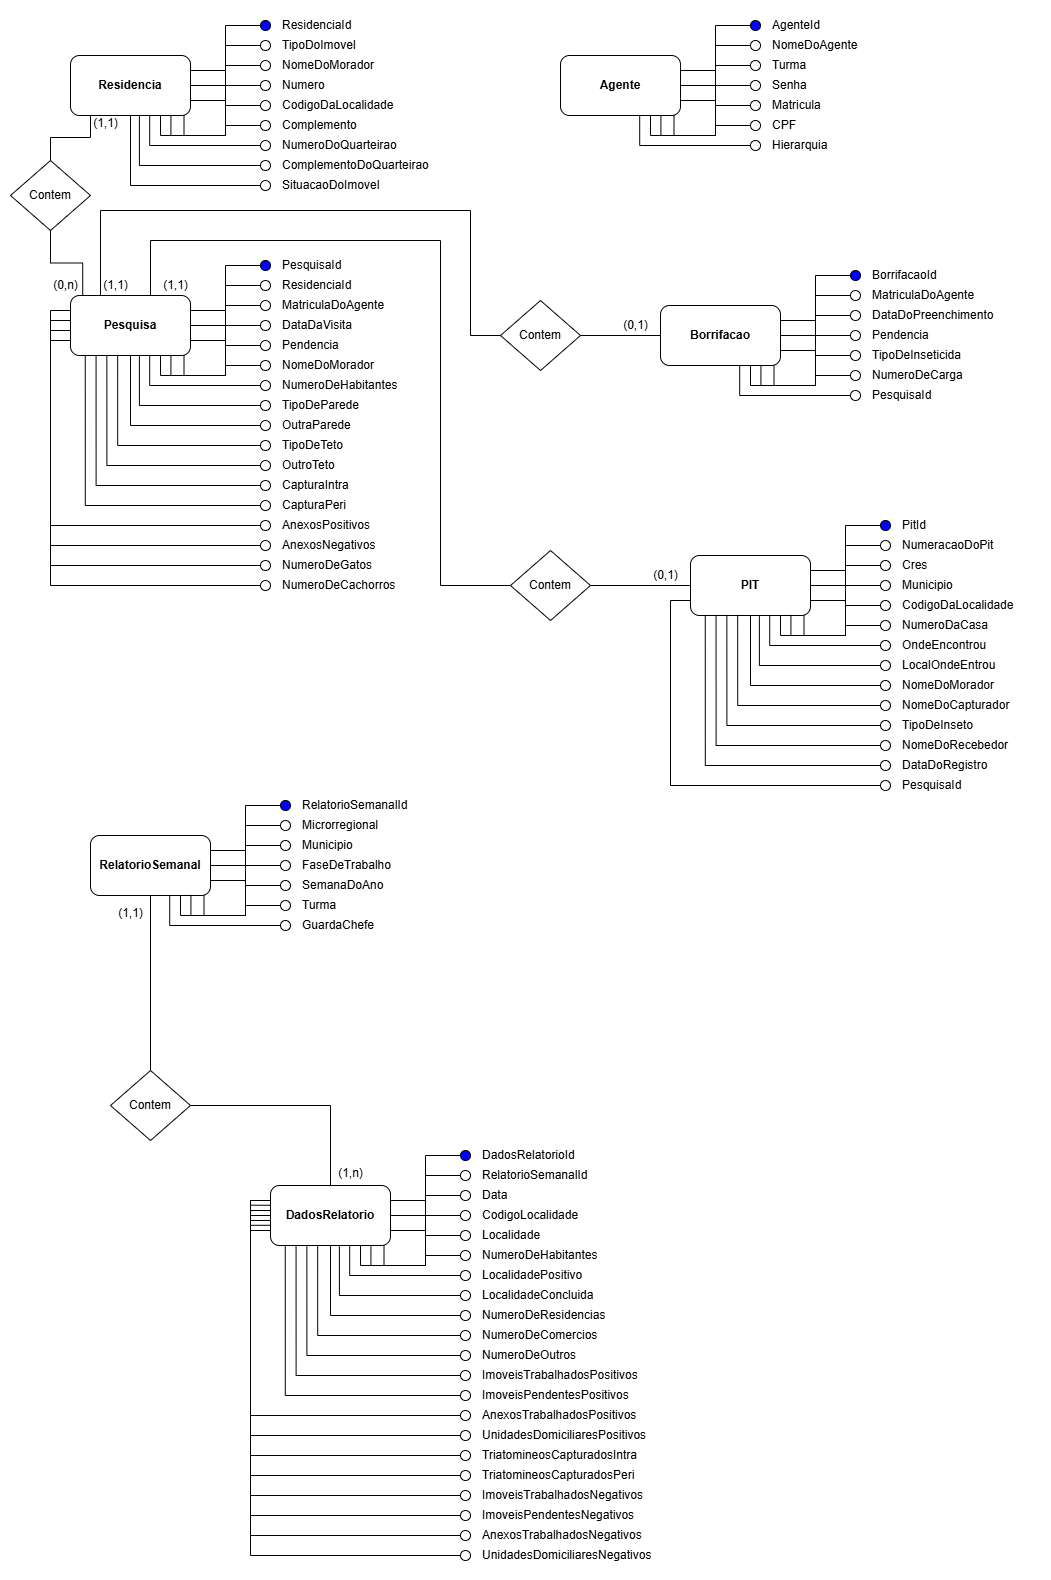 Residencia
ResidenciaId
TipoDoImovel
NomeDoMorador
Numero
CodigoDaLocalidade
Complemento
NumeroDoQuarteirao
ComplementoDoQuarteirao
SituacaoDoImovel
(1,1)
Agente
AgenteId
NomeDoAgente
Turma
Senha
Matricula
CPF
Hierarquia
Contem
(0,n)
(1,1)
(1,1)
Pesquisa
PesquisaId
ResidenciaId
MatriculaDoAgente
DataDaVisita
Pendencia
NomeDoMorador
NumeroDeHabitantes
TipoDeParede
OutraParede
TipoDeTeto
OutroTeto
CapturaIntra
CapturaPeri
AnexosPositivos
AnexosNegativos
NumeroDeGatos
NumeroDeCachorros
Contem
(0,1)
Borrifacao
BorrifacaoId
MatriculaDoAgente
DataDoPreenchimento
Pendencia
TipoDeInseticida
NumeroDeCarga
PesquisaId
Contem
(0,1)
PIT
PitId
NumeracaoDoPit
Cres
Municipio
CodigoDaLocalidade
NumeroDaCasa
OndeEncontrou
LocalOndeEntrou
NomeDoMorador
NomeDoCapturador
TipoDeInseto
NomeDoRecebedor
DataDoRegistro
PesquisaId
RelatorioSemanal
RelatorioSemanalId
Microrregional
Municipio
FaseDeTrabalho
SemanaDoAno
Turma
GuardaChefe
(1,1)
Contem
(1,n)
DadosRelatorio
DadosRelatorioId
RelatorioSemanalId
Data
CodigoLocalidade
Localidade
NumeroDeHabitantes
LocalidadePositivo
LocalidadeConcluida
NumeroDeResidencias
NumeroDeComercios
NumeroDeOutros
ImoveisTrabalhadosPositivos
ImoveisPendentesPositivos
AnexosTrabalhadosPositivos
UnidadesDomiciliaresPositivos
TriatomineosCapturadosIntra
TriatomineosCapturadosPeri
ImoveisTrabalhadosNegativos
ImoveisPendentesNegativos
AnexosTrabalhadosNegativos
UnidadesDomiciliaresNegativos